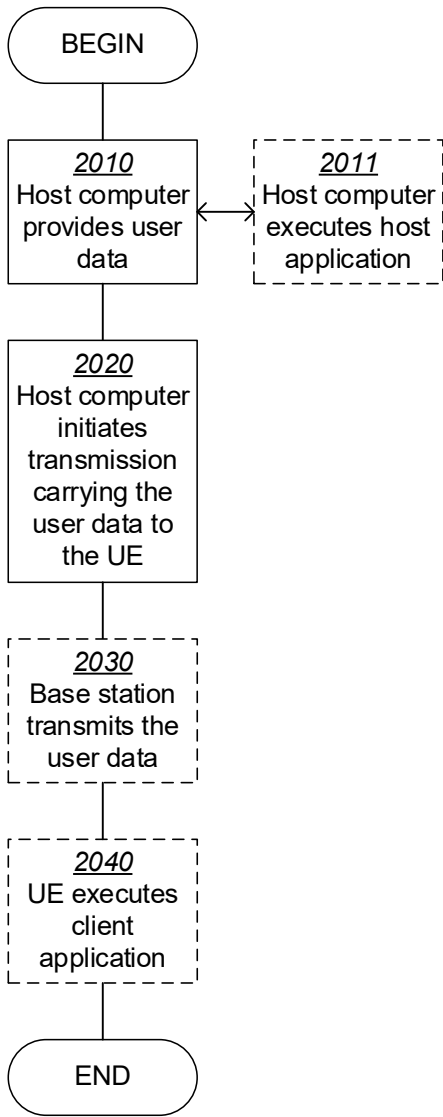 BEGIN
2010
Host computer
provides user
data
2011
Host computer
executes host
application
2020
Host computer
initiates
transmission
carrying the
user data to
the UE
2030
Base station
transmits the
user data
2040
UE executes
client
application
END